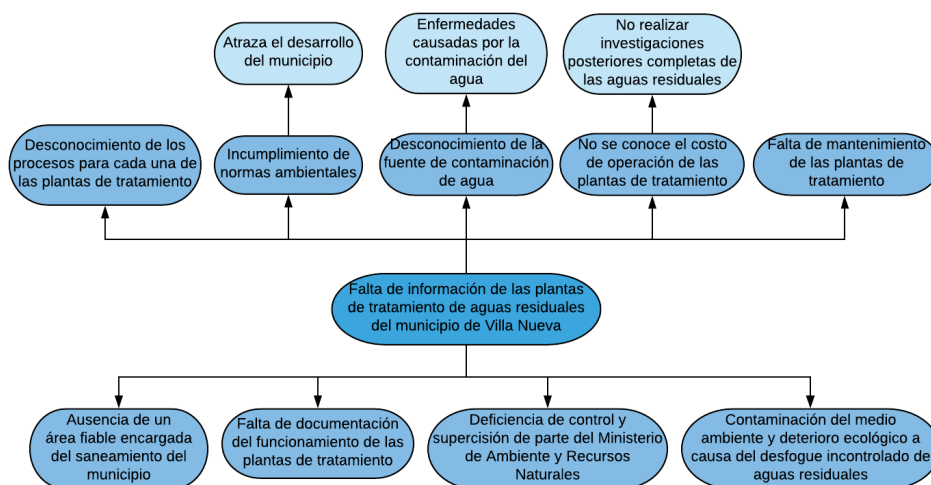 Atraza el desarrollo
del municipio
Enfermedades
causadas por la
contaminación del
agua
No realizar
investigaciones
posteriores completas de
las aguas residuales
Desconocimiento de los
procesos para cada una de
las plantas de tratamiento
Incumplimiento de
normas ambientales
Desconocimiento de la
fuente de contaminación
de agua
No se conoce el costo
de operación de las
plantas de tratamiento
Falta de mantenimiento
de las plantas de
tratamiento
Falta de información de las plantas
de tratamiento de aguas residuales
del municipio de Villa Nueva
Ausencia de un
área fiable encargada
del saneamiento del
municipio
Falta de documentación
del funcionamiento de las
plantas de tratamiento
Deficiencia de control y
supervisión de parte del Ministerio
de Ambiente y Recursos
Naturales
Contaminación del medio
ambiente y deterioro ecológico a
causa del desfogue incontrolado de
aguas residuales